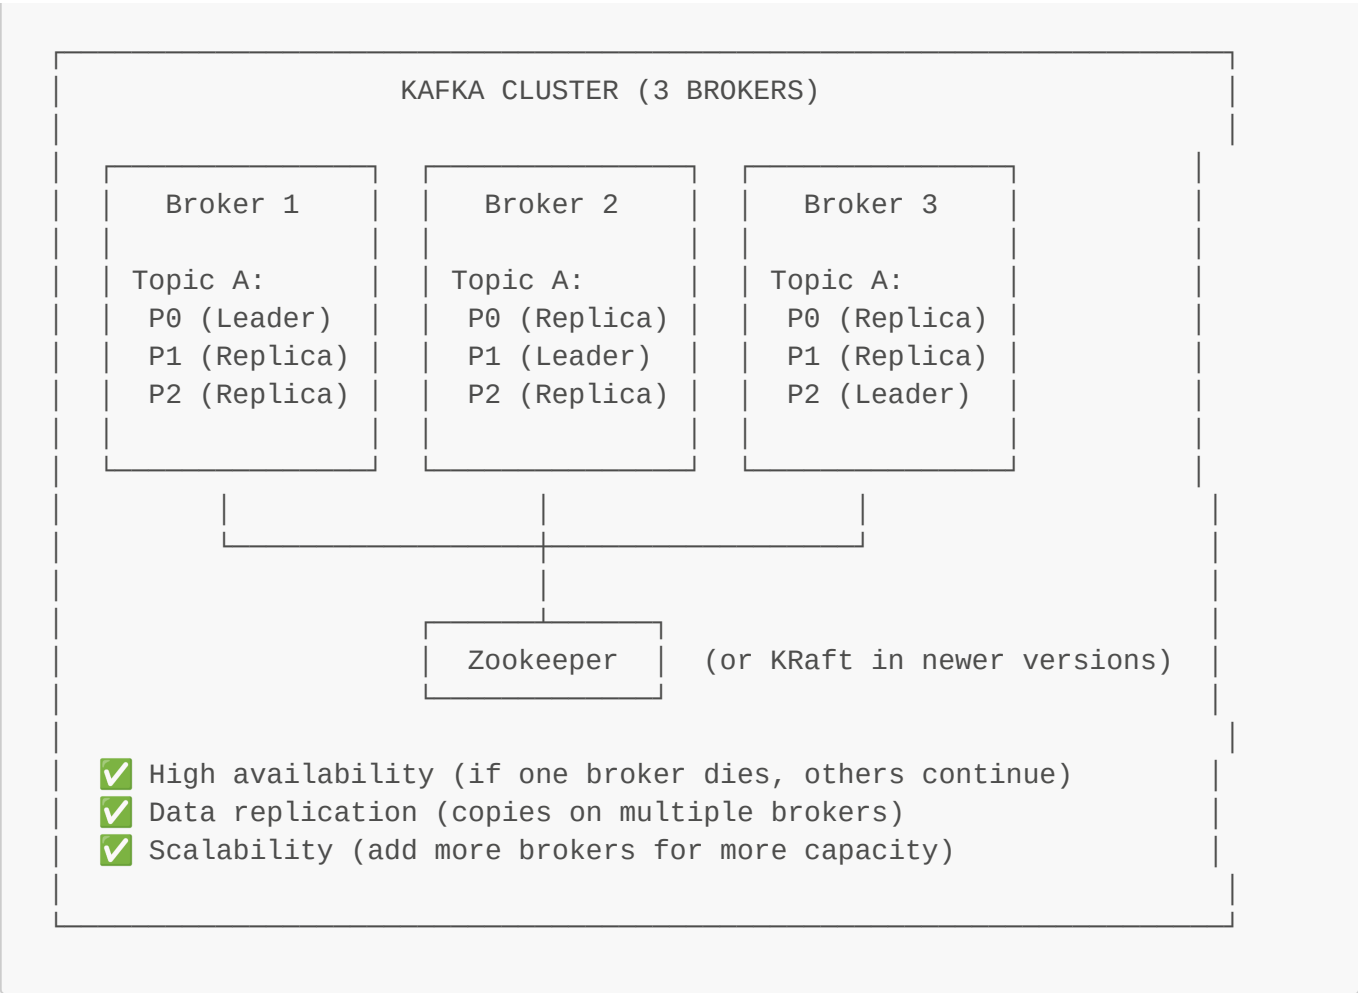 KAFKA CLUSTER (3 BROKERS)
Broker 1 Broker 2 Broker 3
Topic A: Topic A: Topic A:
P0 (Leader) P0 (Replica) P0 (Replica)
P1 (Replica) P1 (Leader) P1 (Replica)
P2 (Replica) P2 (Replica) P2 (Leader)
Zookeeper (or KRaft in newer versions)
✅ High availability (if one broker dies, others continue)
✅ Data replication (copies on multiple brokers)
✅ Scalability (add more brokers for more capacity)